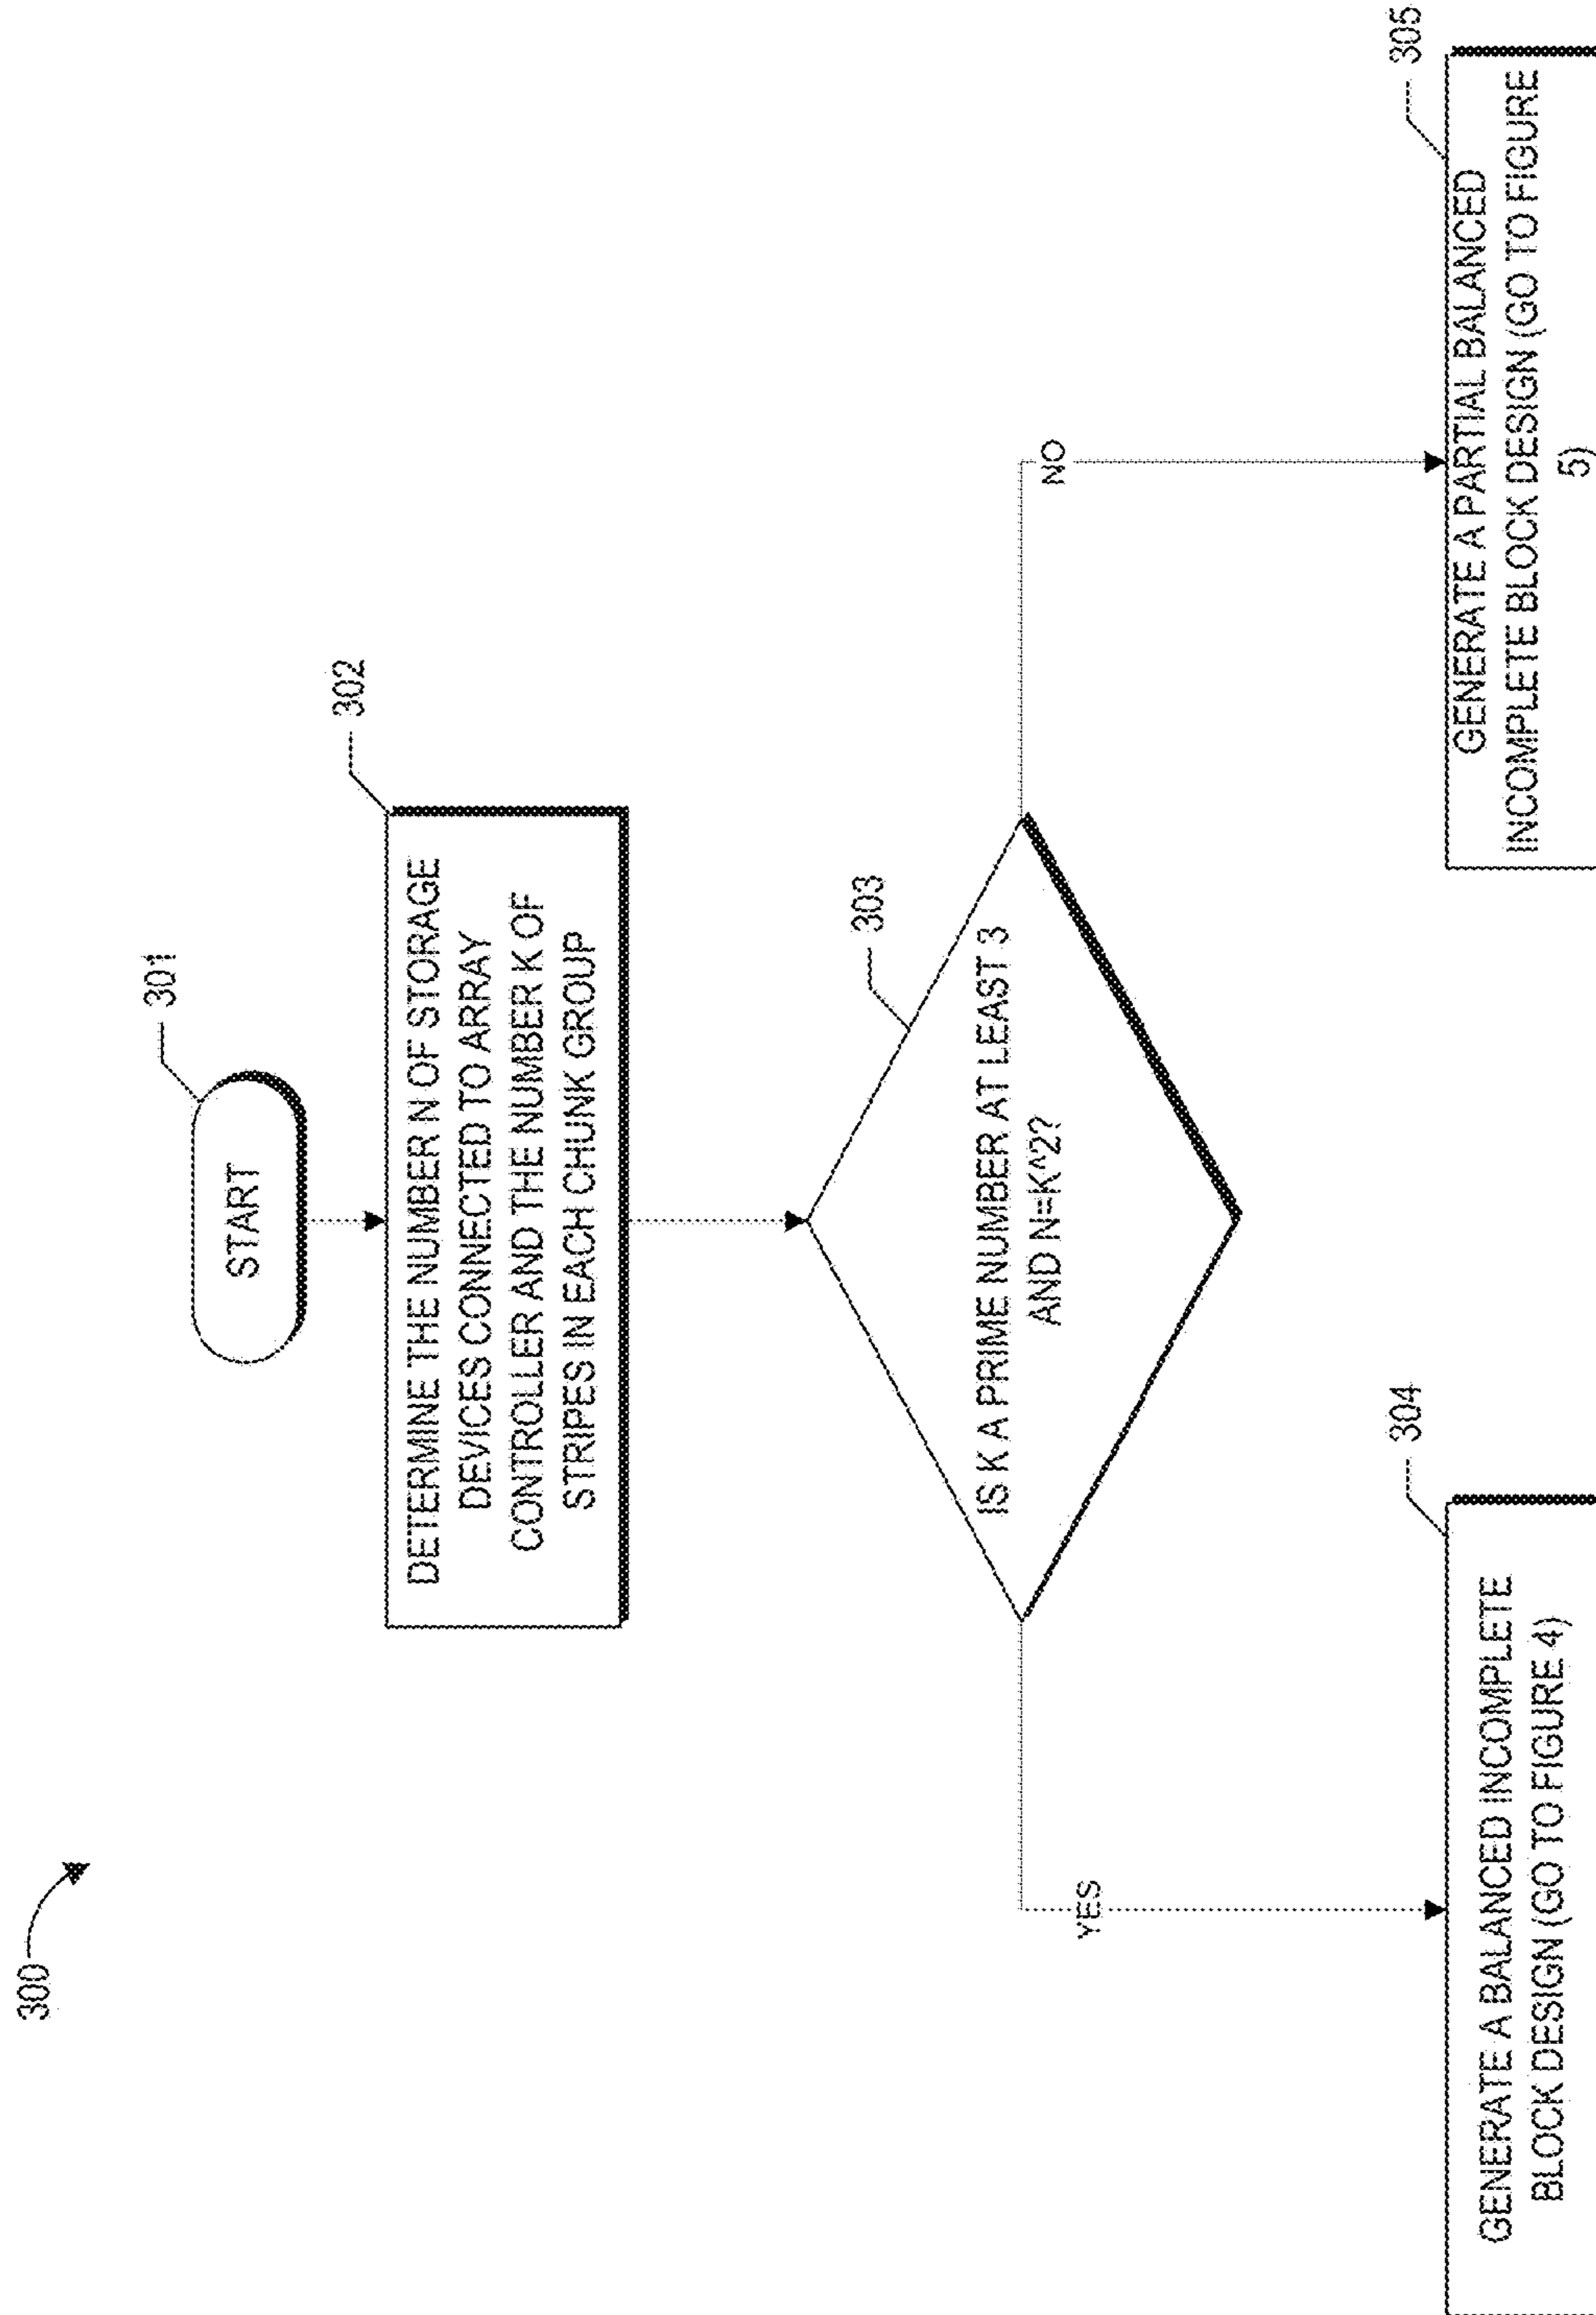 300
START
301
DETERMINE THE NUMBER N OF STORAGE
DEVICES CONNECTED TO ARRAY
CONTROLLER AND THE NUMBER K OF
STRIPES IN EACH CHUNK GROUP
302
IS K A PRIME NUMBER AT LEAST 3
AND N=K^2?
303
YES
NO
GENERATE A BALANCED INCOMPLETE
BLOCK DESIGN (GO TO FIGURE 4)
304
GENERATE A PARTIAL BALANCED
INCOMPLETE BLOCK DESIGN (GO TO FIGURE
5)
305